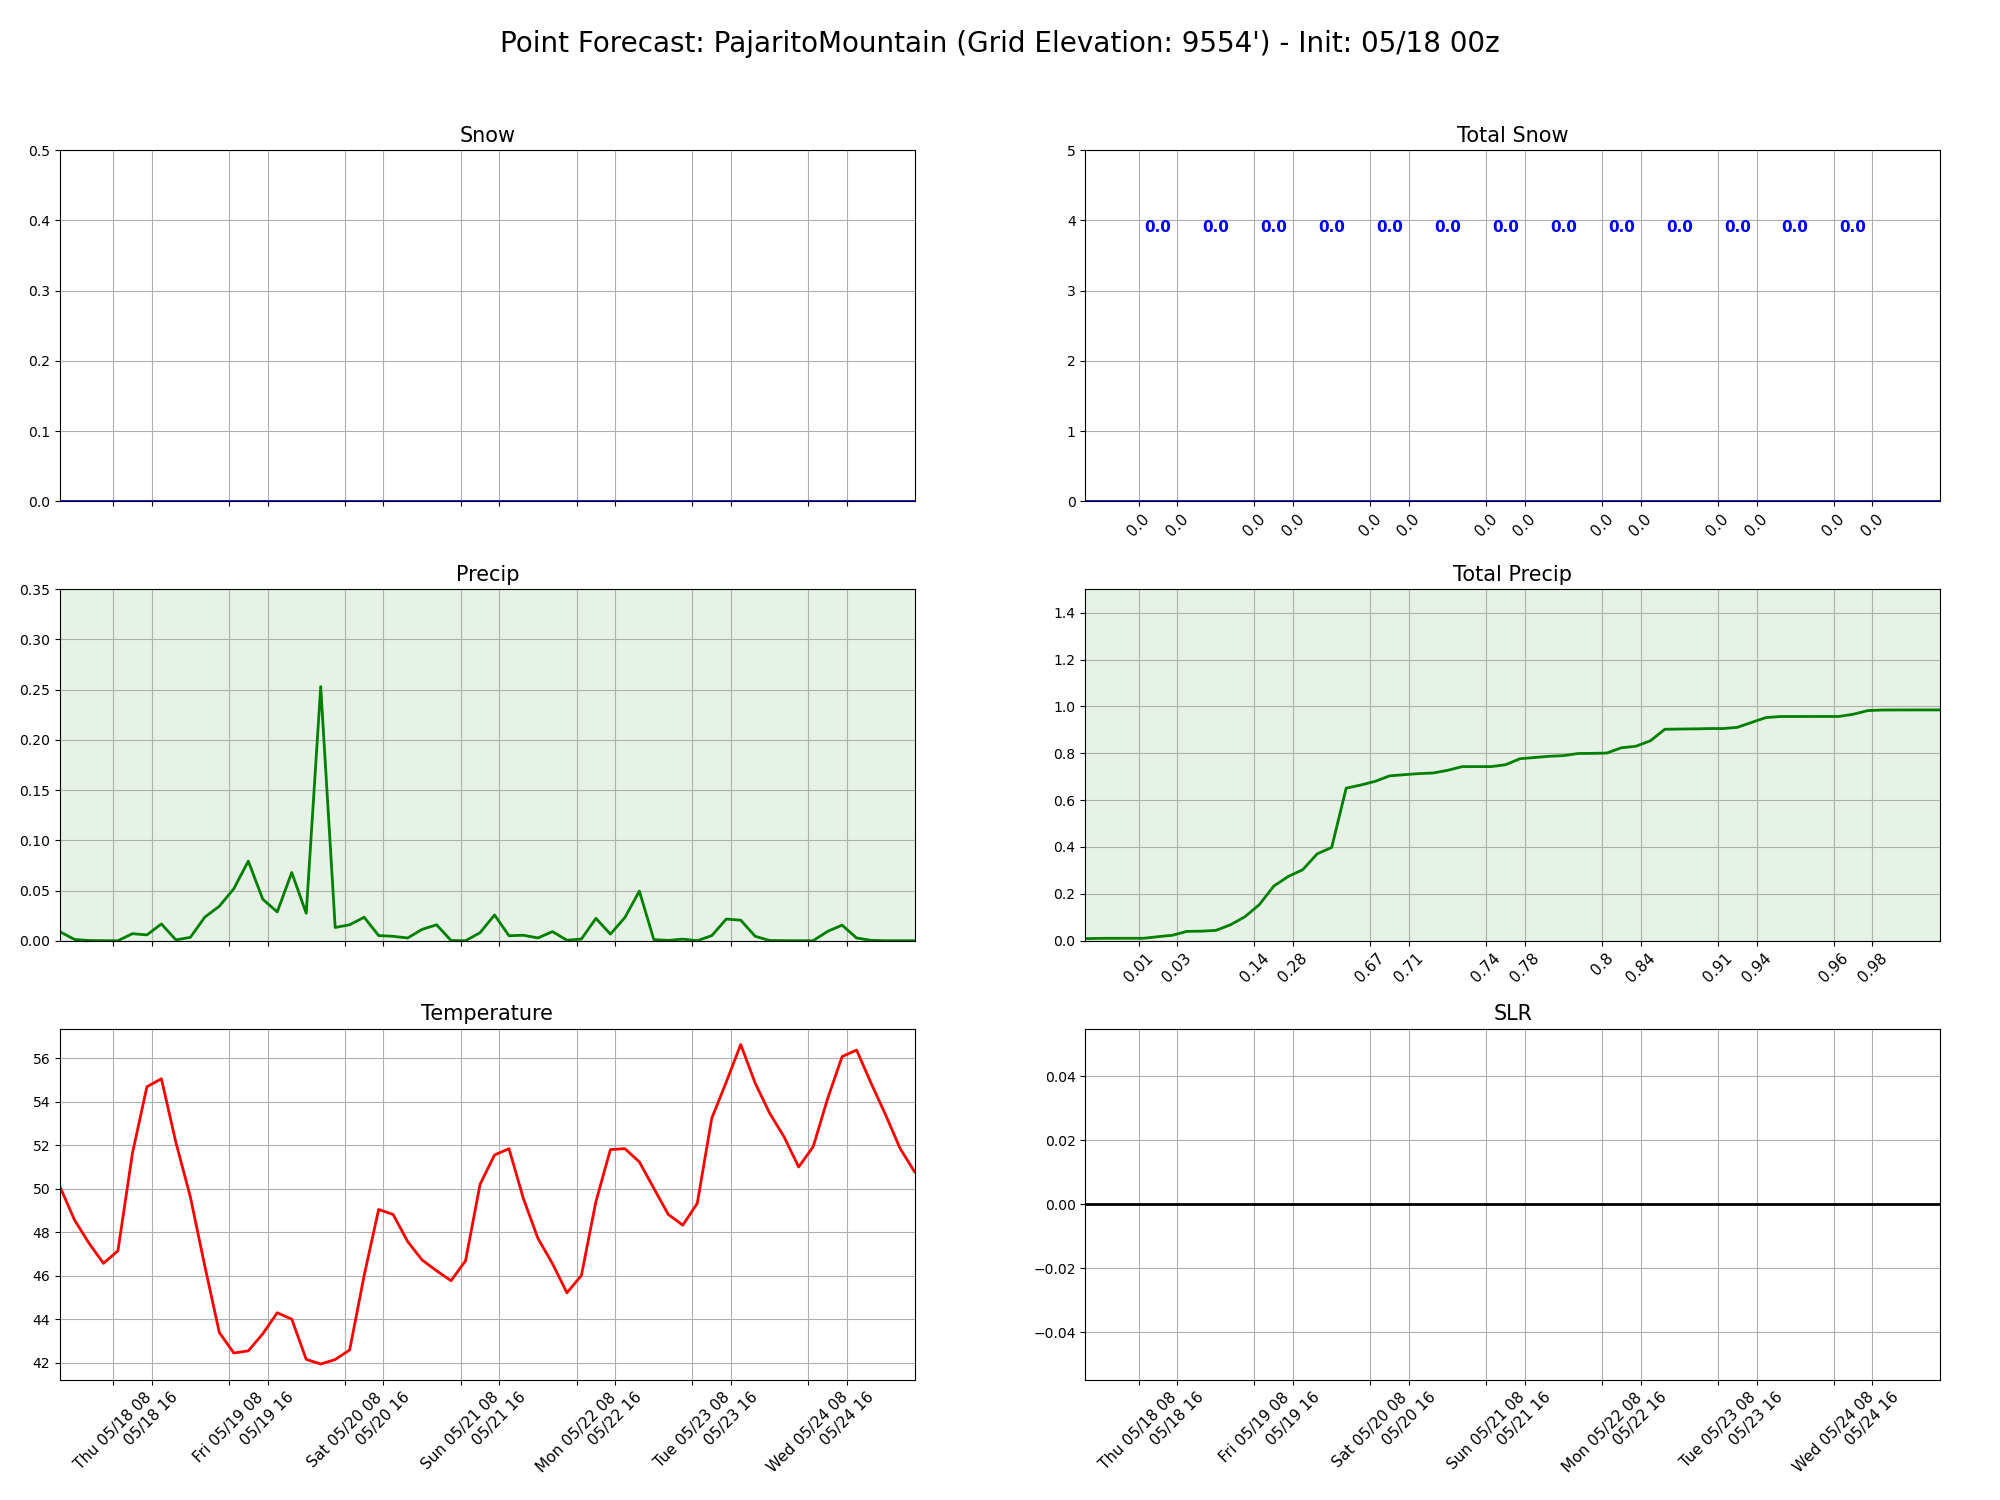 Point Forecast: PajaritoMountain (Grid Elevation: 9554') - Init: 05/18 00z
Snow
0.5
0.4
0.3
0.2
0.1
0.0
Total Snow
5
4
3
2
1
0
0.0 0.0 0.0 0.0 0.0 0.0 0.0 0.0 0.0 0.0 0.0 0.0 0.0
0.0 0.0 0.0 0.0 0.0 0.0 0.0 0.0 0.0 0.0 0.0 0.0 0.0 0.0
Precip
0.35
0.30
0.25
0.20
0.15
0.10
0.05
0.00
Total Precip
1.4
1.2
1.0
0.8
0.6
0.4
0.2
0.0
0.01 0.03 0.14 0.28 0.67 0.71 0.74 0.78 0.8 0.84 0.91 0.94 0.96 0.98
Temperature
56
54
52
50
48
46
44
42
Thu 05/18 08
05/18 16
Fri 05/19 08
05/19 16
Sat 05/20 08
05/20 16
Sun 05/21 08
05/21 16
Mon 05/22 08
05/22 16
Tue 05/23 08
05/23 16
Wed 05/24 08
05/24 16
SLR
0.04
0.02
0.00
−0.02
−0.04
Thu 05/18 08
05/18 16
Fri 05/19 08
05/19 16
Sat 05/20 08
05/20 16
Sun 05/21 08
05/21 16
Mon 05/22 08
05/22 16
Tue 05/23 08
05/23 16
Wed 05/24 08
05/24 16